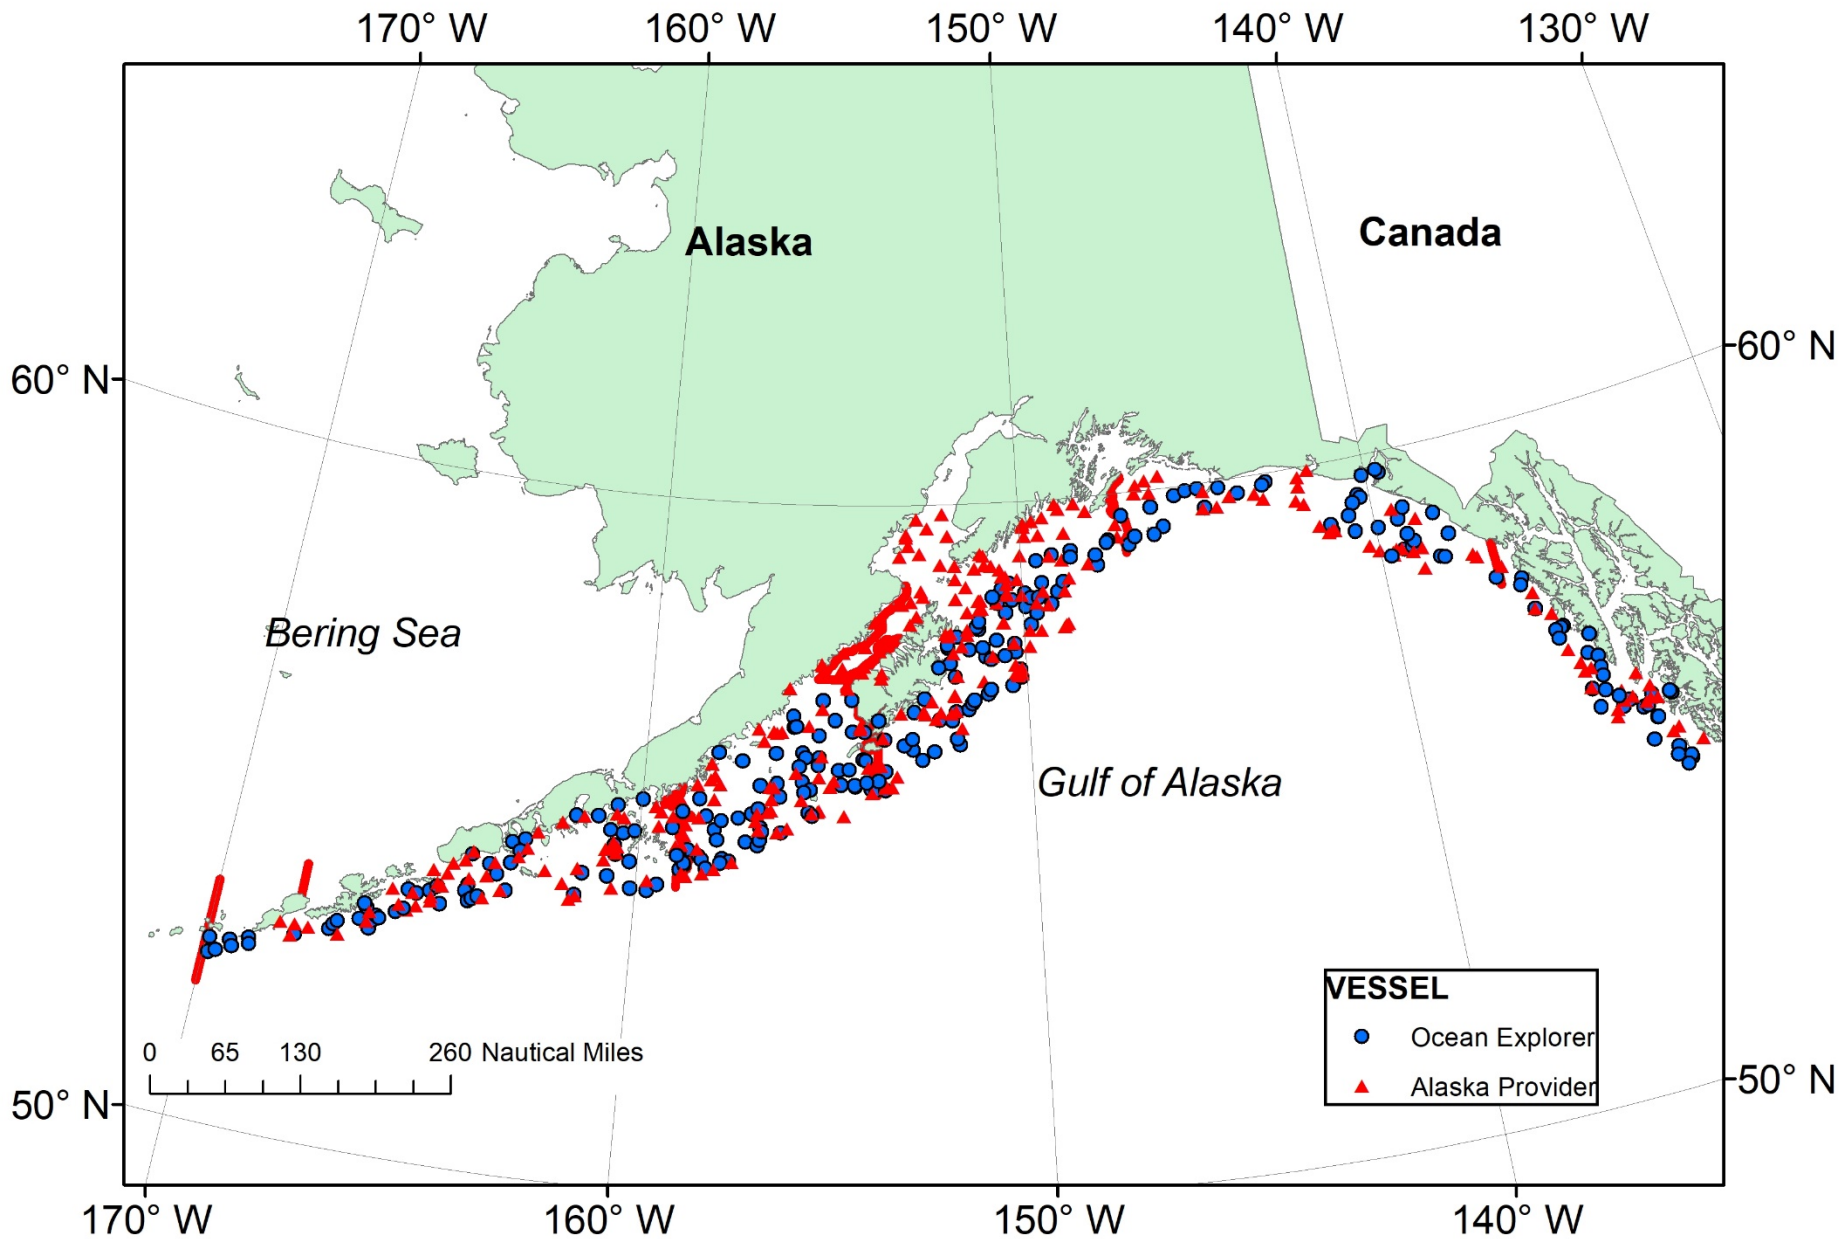 170° W 160° W 150° W 140° W 130° W
Alaska
Canada
60° N
60° N
Bering Sea
Gulf of Alaska
VESSEL
Ocean Explorer
Alaska Provider
0 65 130 260 Nautical Miles
50° N
50° N
170° W 160° W 150° W 140° W